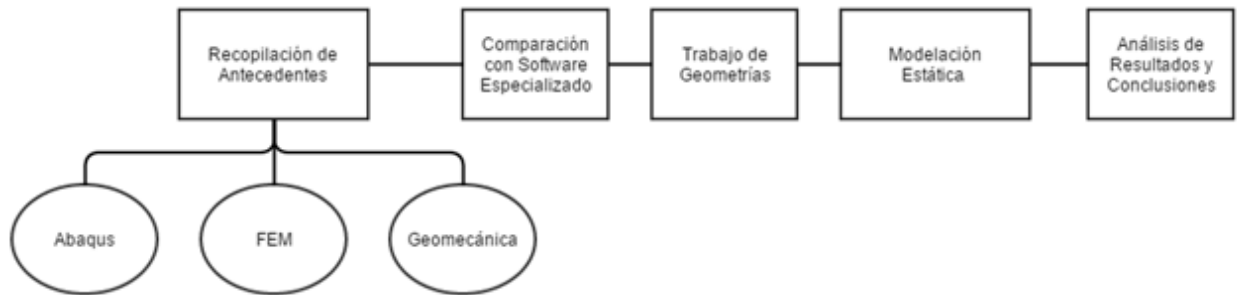 Recopilación de
Antecedentes
Comparación
con Software
Especializado
Trabajo de
Geometrías
Modelación
Estática
Análisis de
Resultados y
Conclusiones
Abaqus
FEM
Geomecánica